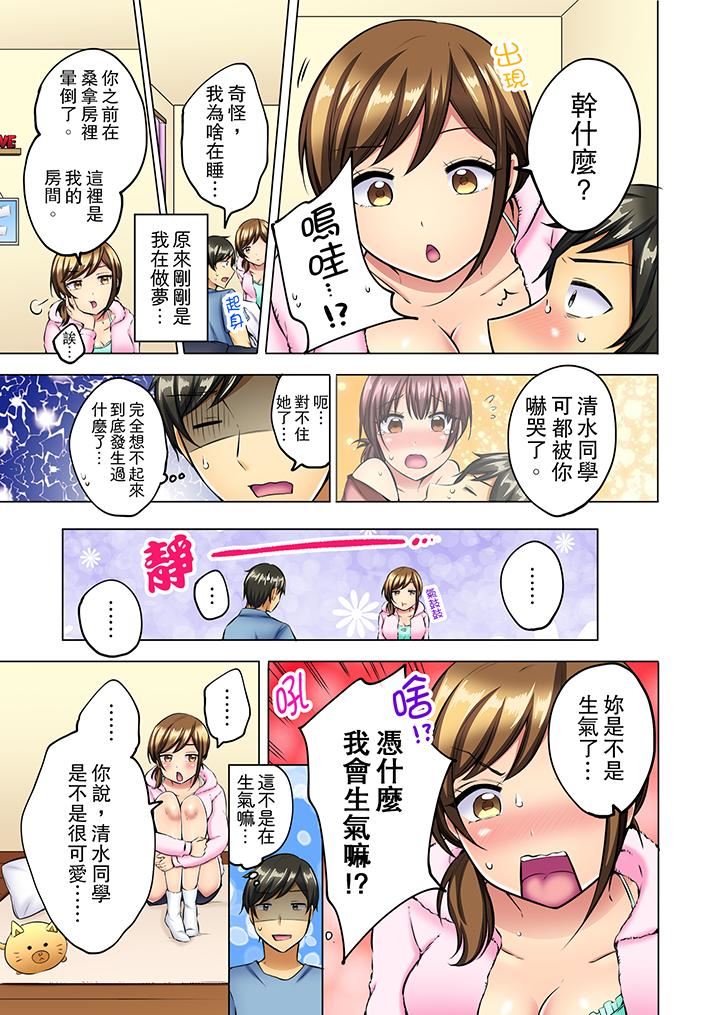 出現
幹什麼?
嗚哇…
!?
奇怪,
我為啥在睡…
起身
原來剛剛是
我在做夢…
你之前在
桑拿房裡
暈倒了。
這裡是
我的
房間。
誒…
清水同學
可都被你
嚇哭了。
呃…
對不住
她了…
完全想不起來
到底發生過
什麼了…
……
氣鼓鼓
靜
…
……
妳是不是
生氣了…
啥!?
憑什麼
我會生氣嘛!?
吼
這不是在
生氣嘛…
……
你說,清水同學
是不是很可愛……